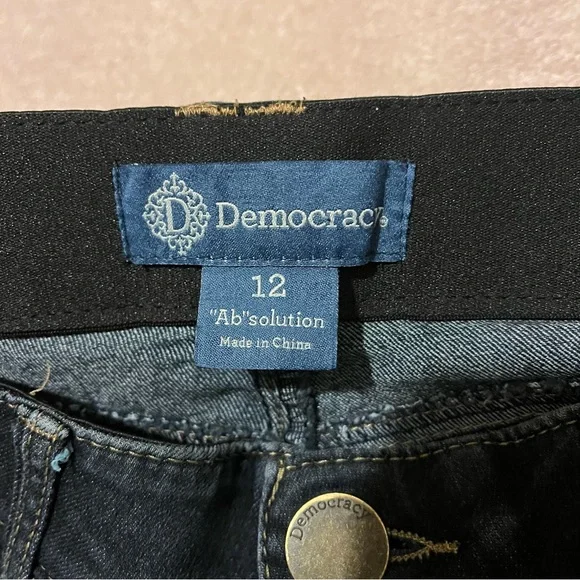 D Democracy
12
"Ab"solution
Made in China
Democracy